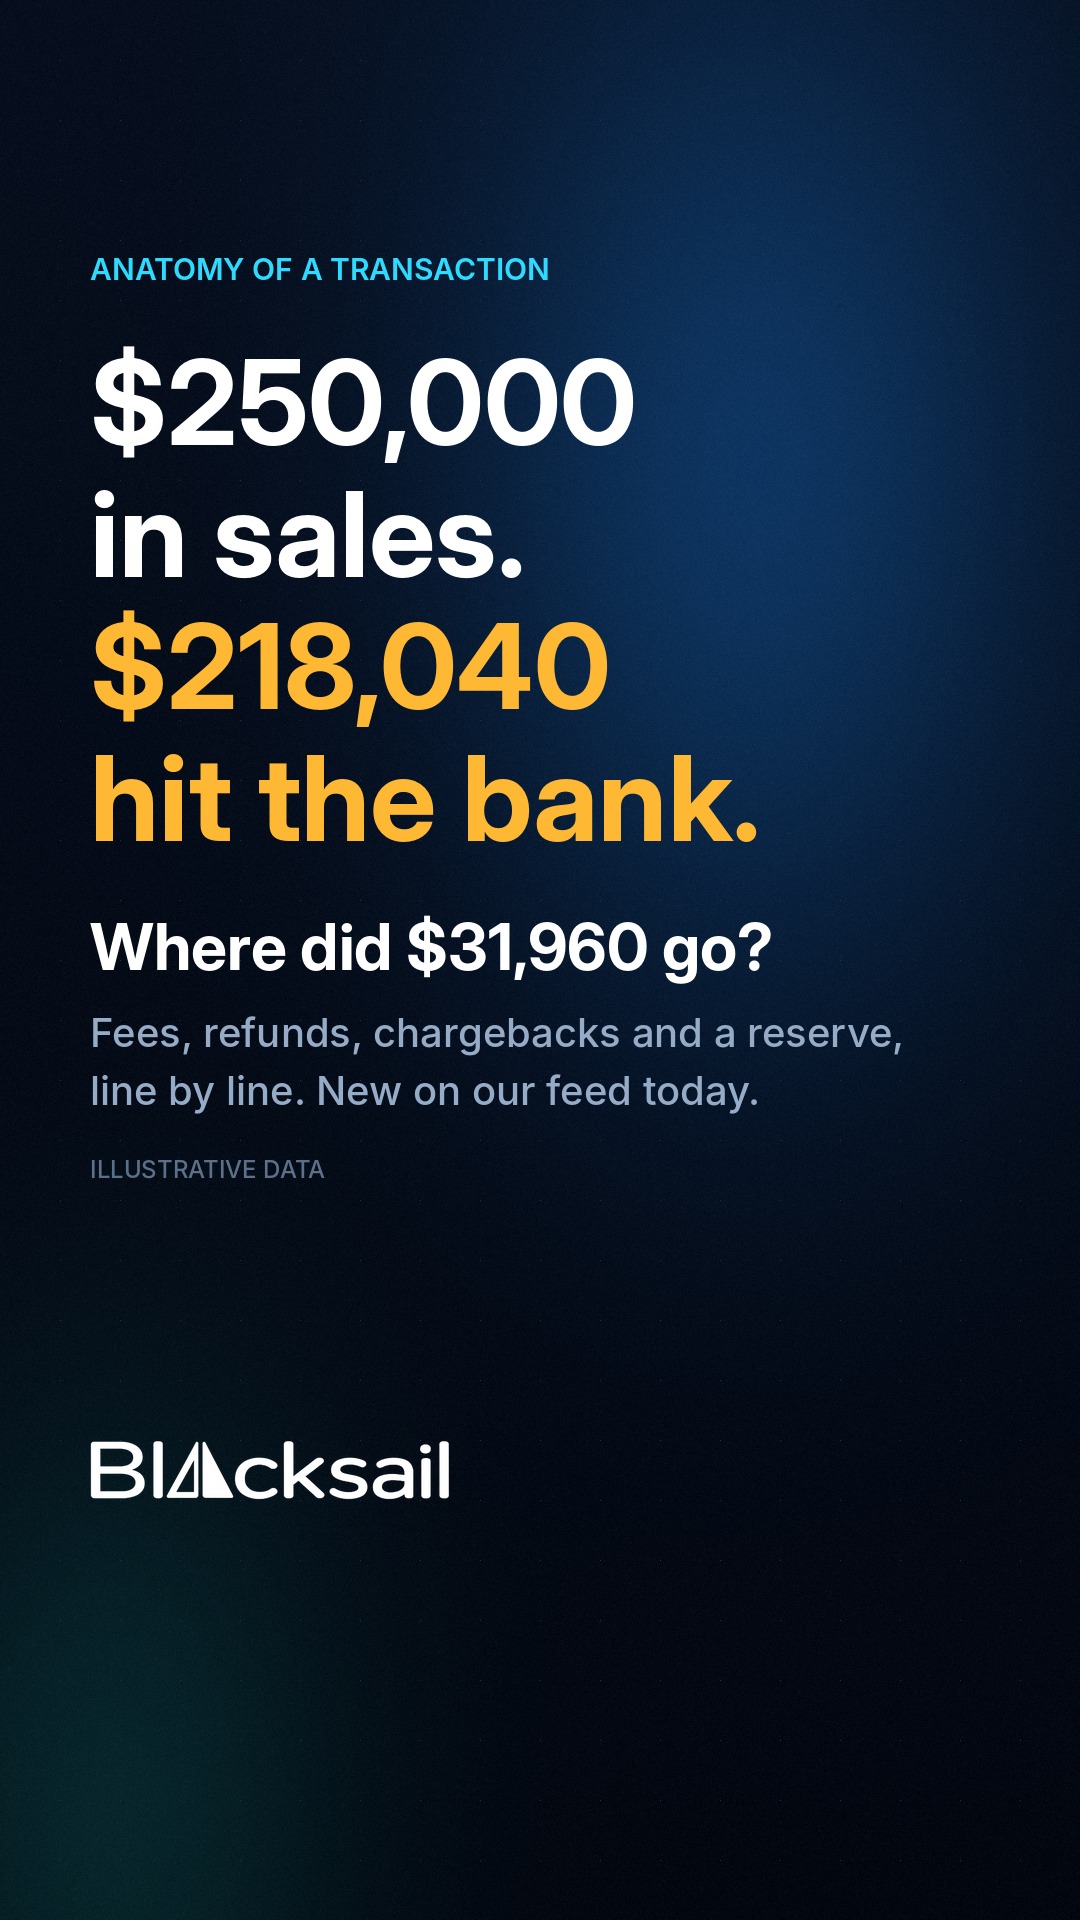 ANATOMY OF A TRANSACTION
$250,000
in sales.
$218,040
hit the bank.
Where did $31,960 go?
Fees, refunds, chargebacks and a reserve,
line by line. New on our feed today.
ILLUSTRATIVE DATA
Blacksail